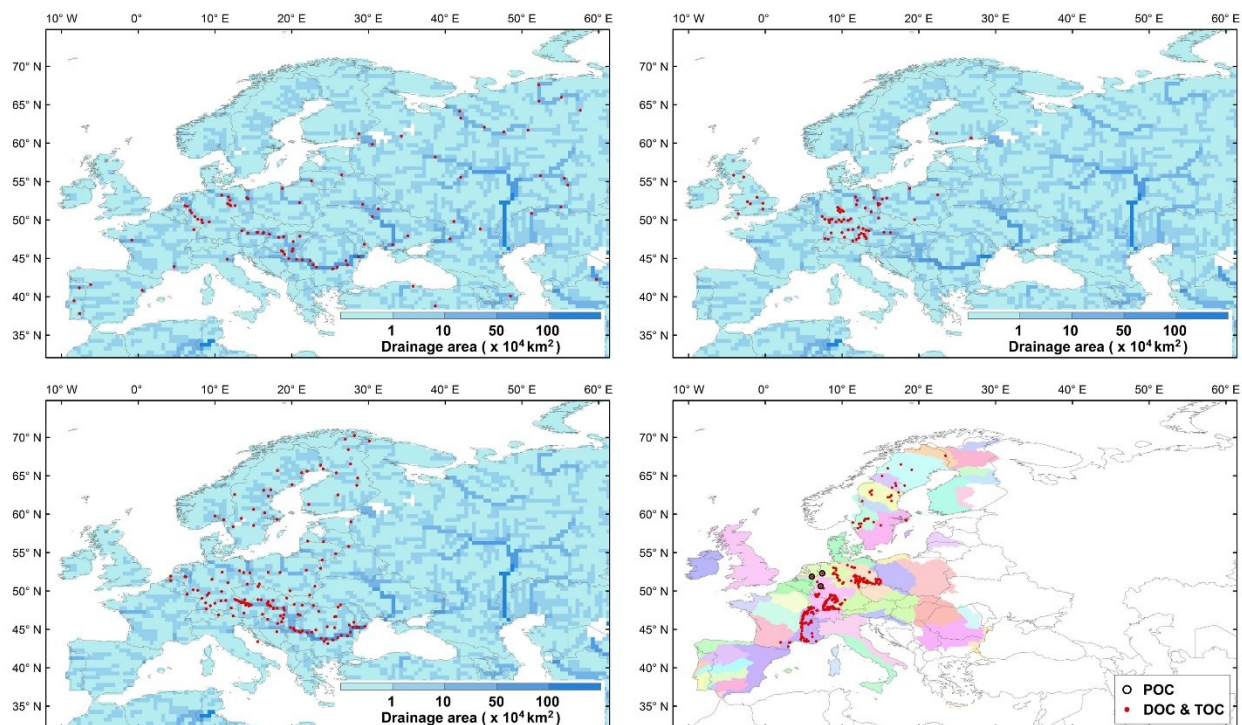 10° W 0° 10° E 20° E 30° E 40° E 50° E 60° E
70° N
65° N
60° N
55° N
50° N
45° N
40° N
35° N
1 10 50 100
Drainage area ( x 10⁴ km²)
10° W 0° 10° E 20° E 30° E 40° E 50° E 60° E
70° N
65° N
60° N
55° N
50° N
45° N
40° N
35° N
1 10 50 100
Drainage area ( x 10⁴ km²)
10° W 0° 10° E 20° E 30° E 40° E 50° E 60° E
70° N
65° N
60° N
55° N
50° N
45° N
40° N
35° N
1 10 50 100
Drainage area ( x 10⁴ km²)
10° W 0° 10° E 20° E 30° E 40° E 50° E 60° E
70° N
65° N
60° N
55° N
50° N
45° N
40° N
35° N
POC
DOC & TOC